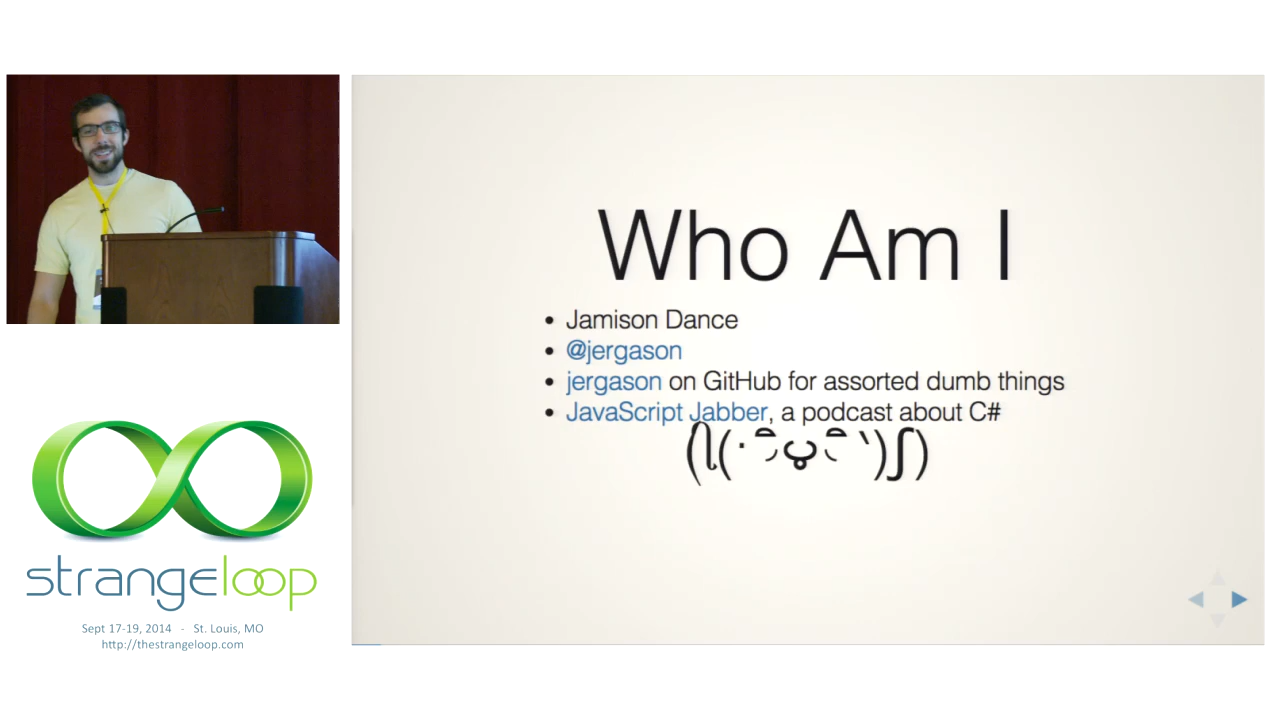 Who Am I
• Jamison Dance
• @jergason
• jergason on GitHub for assorted dumb things
• JavaScript Jabber, a podcast about C#
strangeloop
Sept 17-19, 2014 - St. Louis, MO
http://thestrangeloop.com